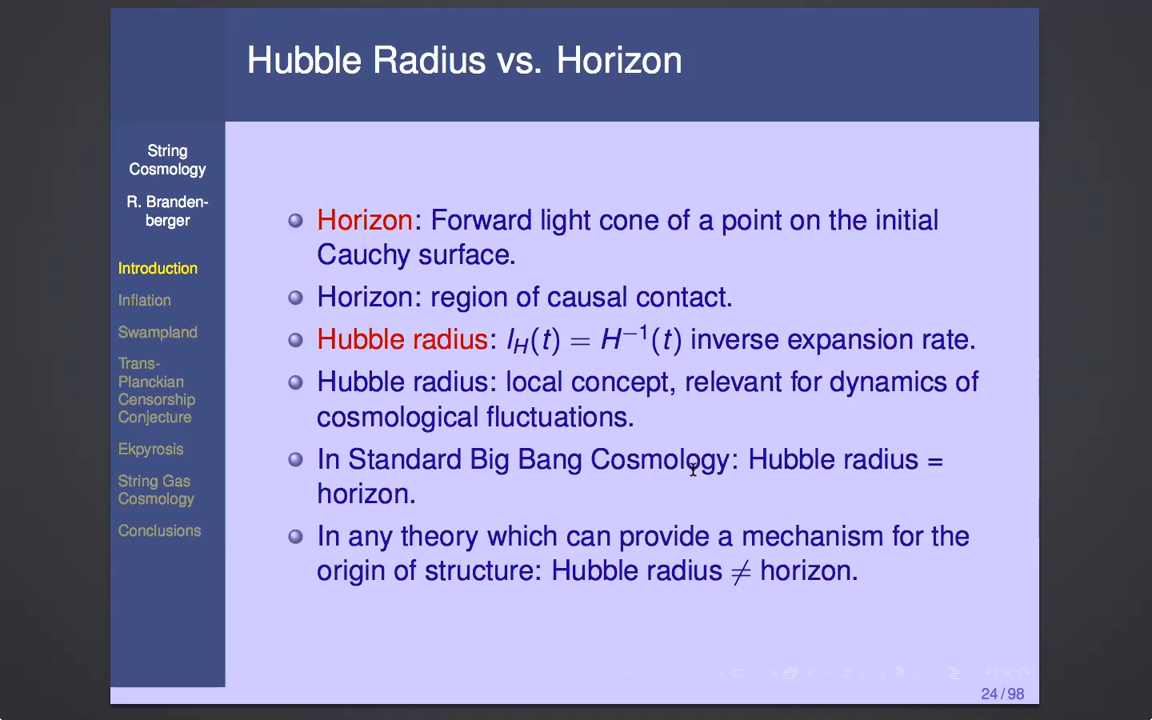 Hubble Radius vs. Horizon
String
Cosmology
R. Branden-
berger
Introduction
Inflation
Swampland
Trans-
Planckian
Censorship
Conjecture
Ekpyrosis
String Gas
Cosmology
Conclusions
Horizon: Forward light cone of a point on the initial
Cauchy surface.
Horizon: region of causal contact.
Hubble radius: l_H(t) = H⁻¹(t) inverse expansion rate.
Hubble radius: local concept, relevant for dynamics of
cosmological fluctuations.
In Standard Big Bang Cosmology: Hubble radius =
horizon.
In any theory which can provide a mechanism for the
origin of structure: Hubble radius ≠ horizon.
24/98